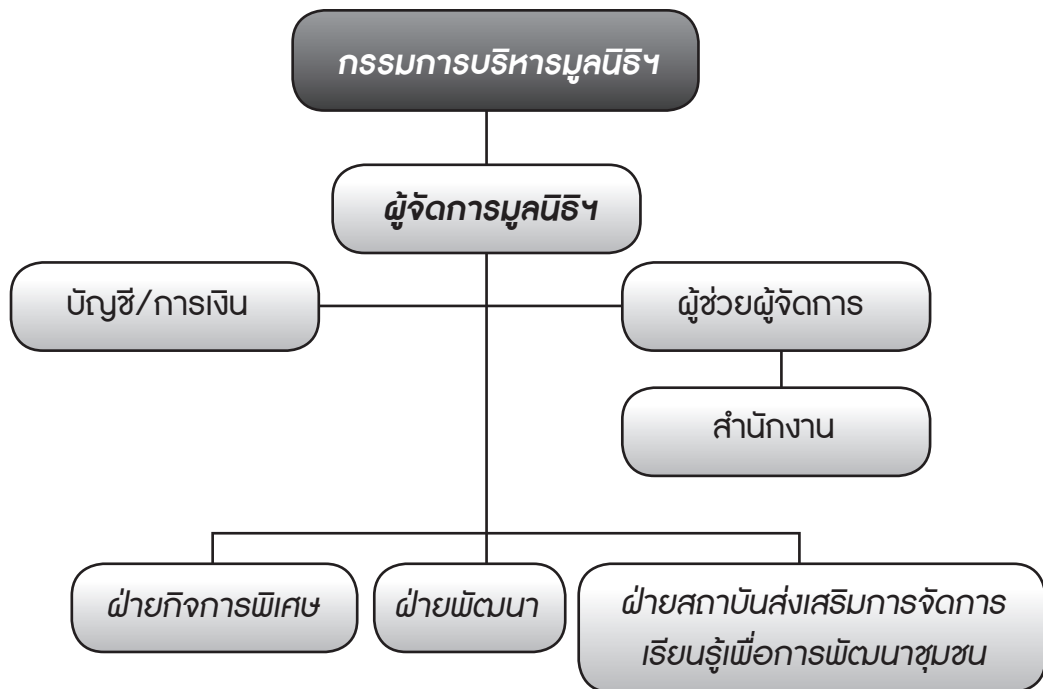 กรรมการบริหารมูลนิธิฯ
ผู้จัดการมูลนิธิฯ
บัญชี/การเงิน
ผู้ช่วยผู้จัดการ
สำนักงาน
ฝ่ายกิจการพิเศษ
ฝ่ายพัฒนา
ฝ่ายสถาบันส่งเสริมการจัดการ
เรียนรู้เพื่อการพัฒนาชุมชน